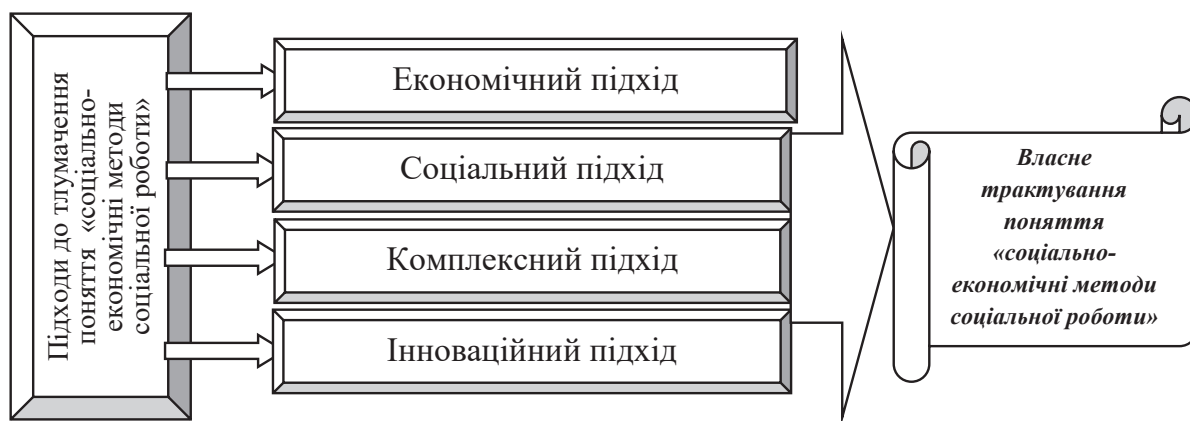 Підходи до тлумачення
поняття «соціально-
економічні методи
соціальної роботи»
Економічний підхід
Соціальний підхід
Комплексний підхід
Інноваційний підхід
Власне
трактування
поняття
«соціально-
економічні методи
соціальної роботи»